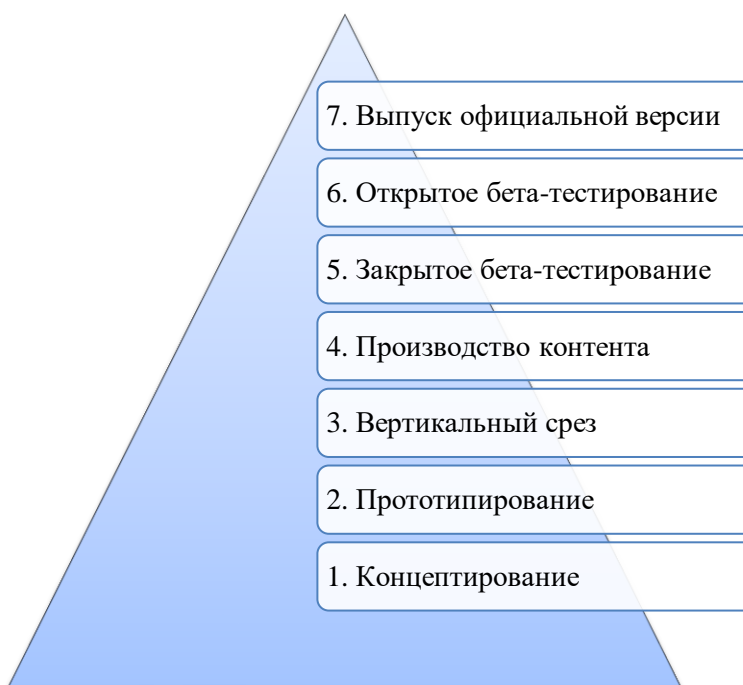 7. Выпуск официальной версии
6. Открытое бета-тестирование
5. Закрытое бета-тестирование
4. Производство контента
3. Вертикальный срез
2. Прототипирование
1. Концептирование